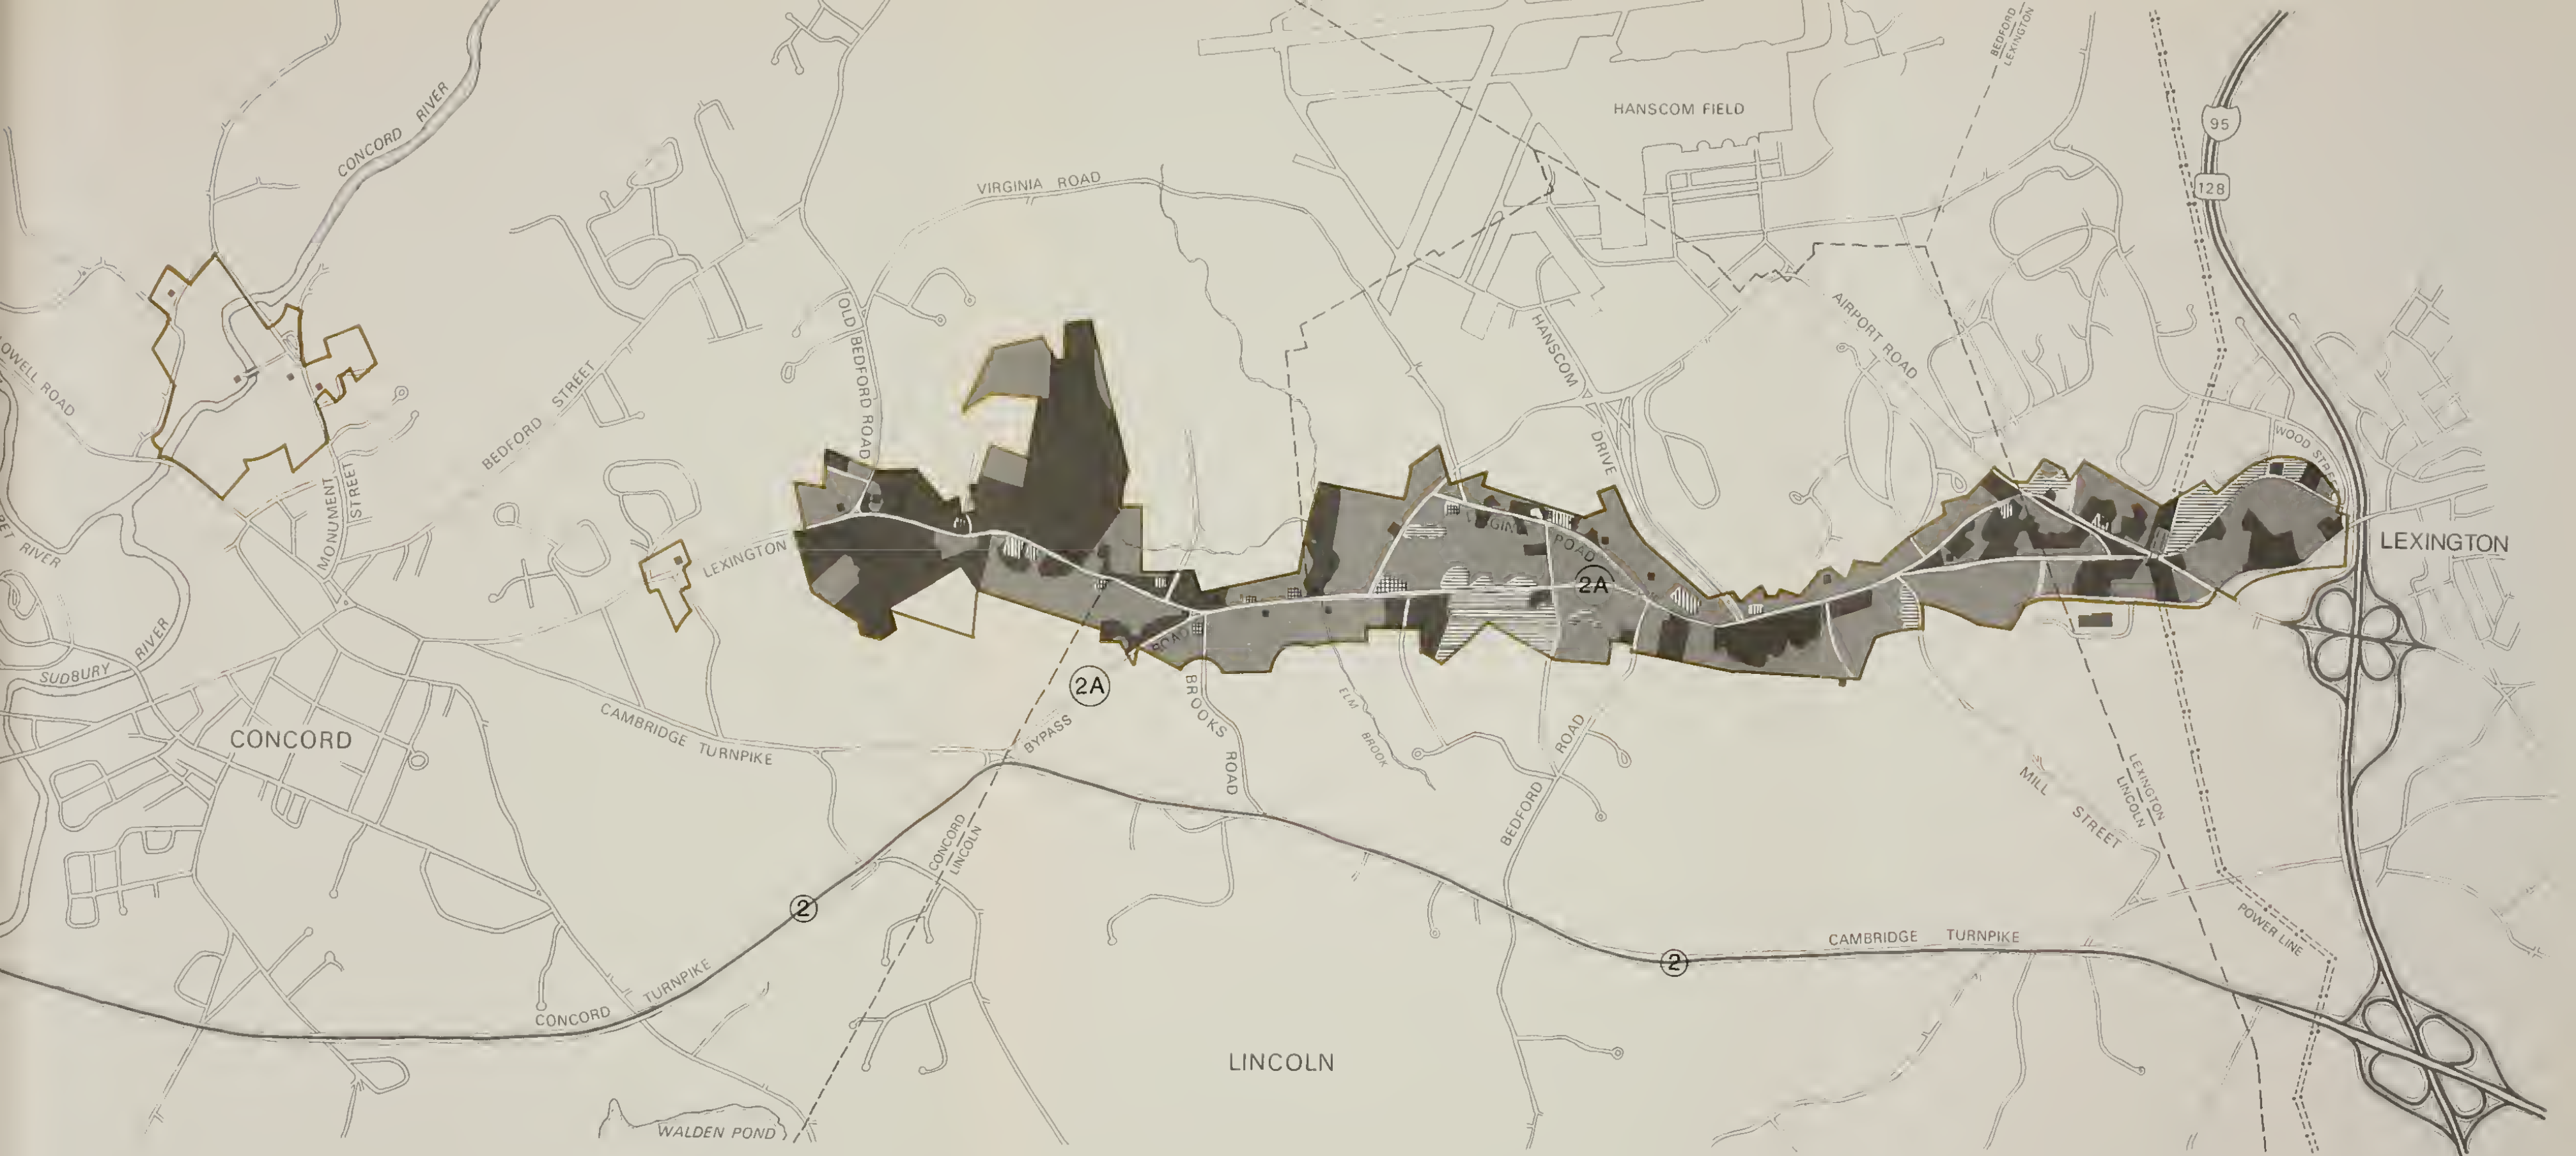 BEDFORD
LEXINGTON
HANSCOM FIELD
95
128
CONCORD RIVER
VIRGINIA ROAD
OLD BEDFORD ROAD
HANSCOM DRIVE
AIRPORT ROAD
LOWELL ROAD
BEDFORD STREET
MONUMENT STREET
WOOD
LEXINGTON
VIRGINIA ROAD
2A
LEXINGTON
RIVER
ROAD
SUDBURY RIVER
2A
BYPASS
BROOKS ROAD
ELM BROOK
BEDFORD ROAD
CAMBRIDGE TURNPIKE
CONCORD
MILL STREET
LEXINGTON
LINCOLN
CONCORD
LINCOLN
2
2
CAMBRIDGE TURNPIKE
POWER LINE
CONCORD TURNPIKE
LINCOLN
WALDEN POND